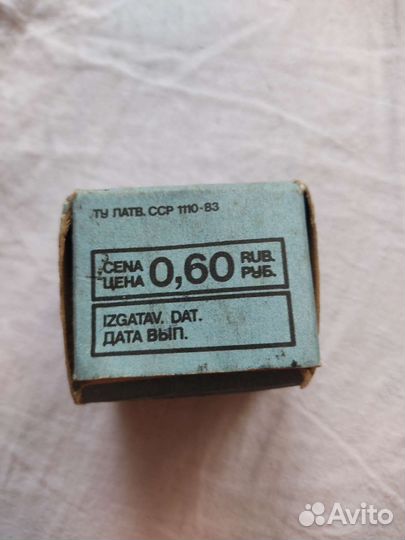 ТУ ЛАТВ. ССР 1110-83
CENA 0,60 RUB.
ЦЕНА РУБ.
IZGATAV. DAT.
ДАТА ВЫП.
Avito